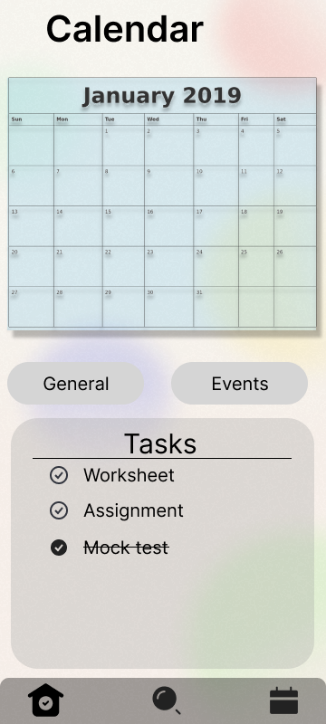 Calendar
January 2019
Sun Mon Tue Wed Thu Fri Sat
1 2 3 4 5
6 7 8 9 10 11 12
13 14 15 16 17 18 19
20 21 22 23 24 25 26
27 28 29 30 31
General Events
Tasks
Worksheet
Assignment
Mock test